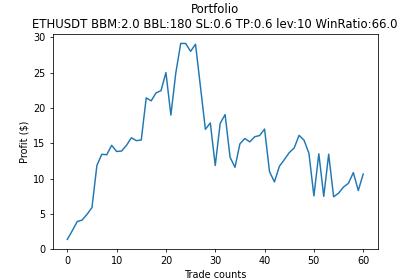 Portfolio
ETHUSDT BBM:2.0 BBL:180 SL:0.6 TP:0.6 lev:10 WinRatio:66.0
30
25
20
15
10
5
0
Profit ($)
0 10 20 30 40 50 60
Trade counts